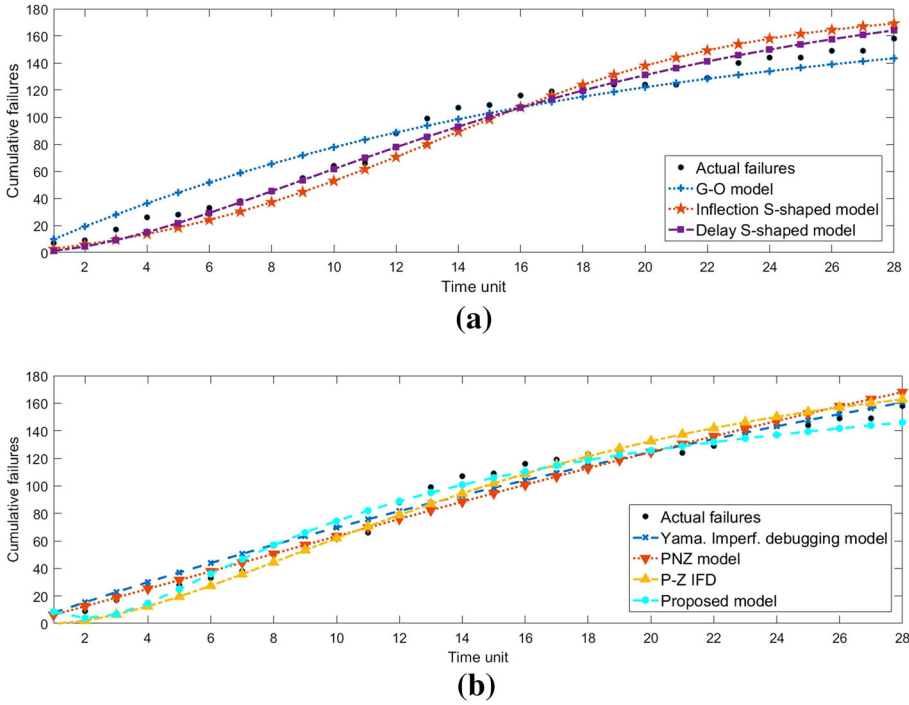 180
160
140
120
100
80
60
40
20
0
Cumulative failures
Actual failures
G-O model
Inflection S-shaped model
Delay S-shaped model
2 4 6 8 10 12 14 16 18 20 22 24 26 28
Time unit
(a)
180
160
140
120
100
80
60
40
20
0
Cumulative failures
Actual failures
Yama. Imperf. debugging model
PNZ model
P-Z IFD
Proposed model
2 4 6 8 10 12 14 16 18 20 22 24 26 28
Time unit
(b)